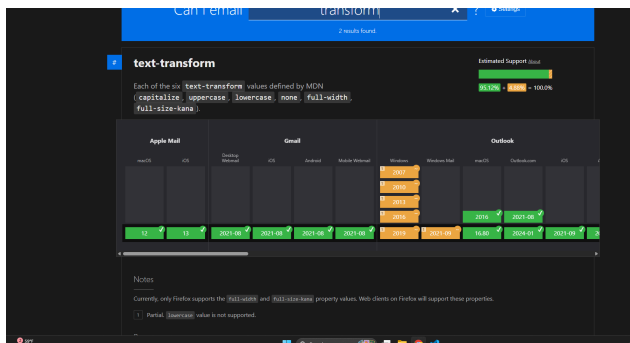 Can I email transform × ? Settings
2 results found.
# text-transform
Estimated Support About
95.12% + 4.88% = 100.0%
Each of the six text-transform values defined by MDN
( capitalize, uppercase, lowercase, none, full-width,
full-size-kana ).
Apple Mail Gmail Outlook
macOS iOS Desktop Webmail iOS Android Mobile Webmail Windows Windows Mail macOS Outlook.com iOS
2007
2010
2013
2016 2016 2021-08
12 13 2021-08 2021-08 2021-08 2021-08 2019 2021-09 16.80 2024-01 2021-09
Notes
Currently, only Firefox supports the full-width and full-size-kana property values. Web clients on Firefox will support these properties.
1 Partial. lowercase value is not supported.
59°F